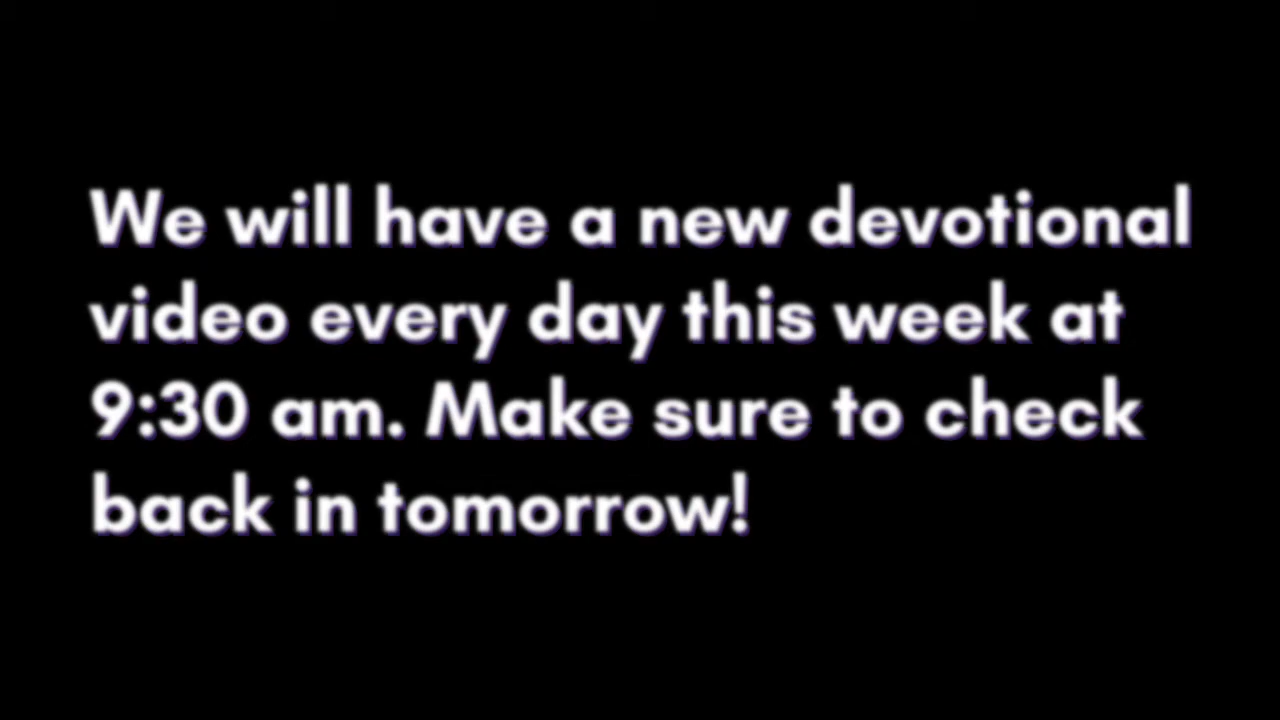 We will have a new devotional
video every day this week at
9:30 am. Make sure to check
back in tomorrow!